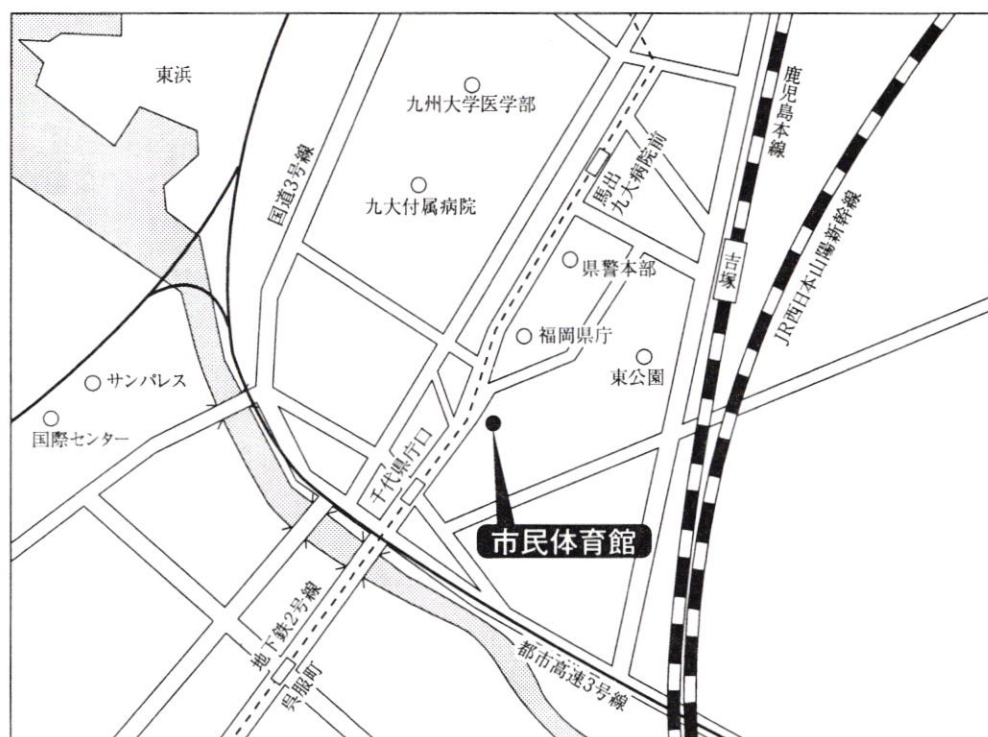 東浜
九州大学医学部
鹿児島本線
国道3号線
九大付属病院
馬出
九大病院前
県警本部
吉塚
JR西日本山陽新幹線
福岡県庁
東公園
サンパレス
国際センター
千代県庁口
市民体育館
地下鉄2号線
呉服町
都市高速3号線